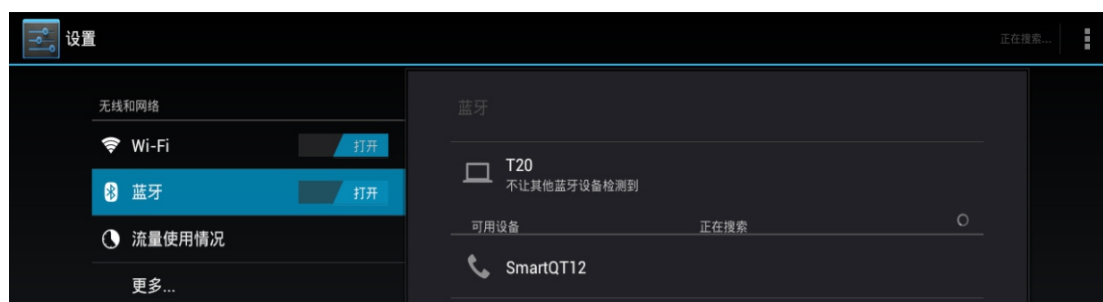 设置
正在搜索...
无线和网络
Wi-Fi 打开
蓝牙 打开
流量使用情况
更多...
蓝牙
T20
不让其他蓝牙设备检测到
可用设备 正在搜索
SmartQT12